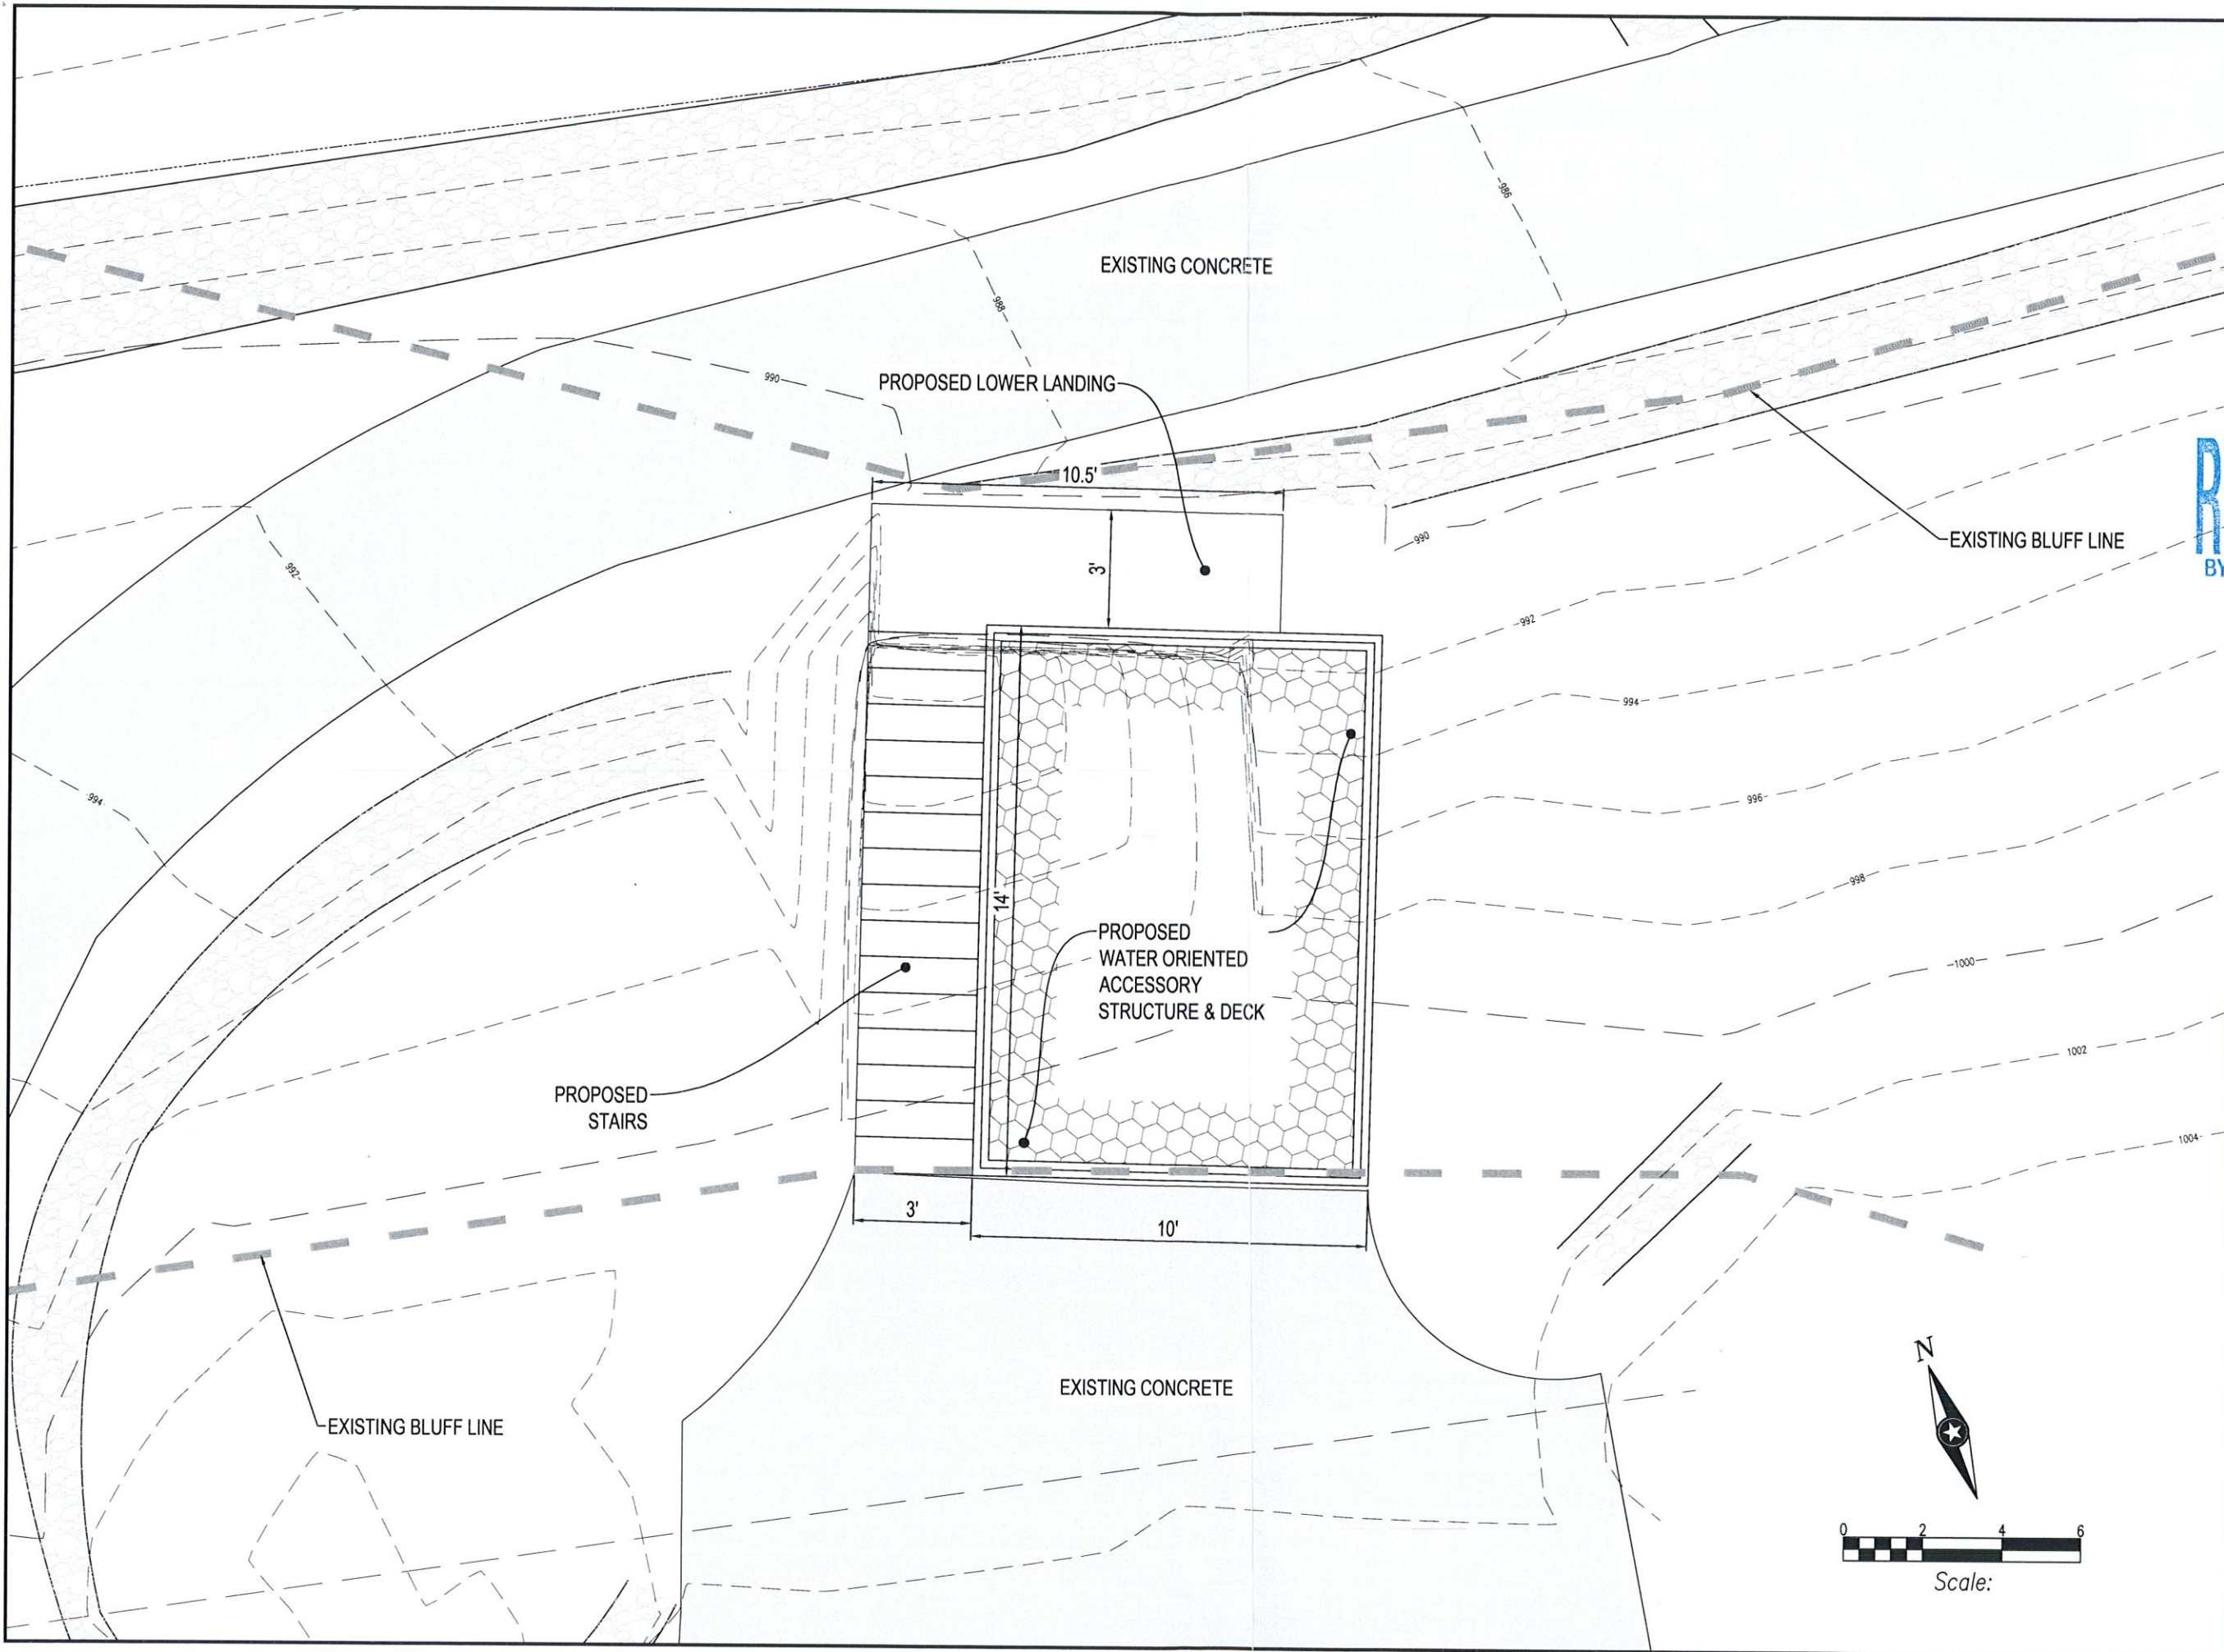 986
EXISTING CONCRETE
988
990
PROPOSED LOWER LANDING
10.5'
R
BY
3'
990
EXISTING BLUFF LINE
992
992
994
994
996
998
14'
PROPOSED
WATER ORIENTED
ACCESSORY
STRUCTURE & DECK
1000
1002
PROPOSED
STAIRS
1004
3'
10'
EXISTING CONCRETE
EXISTING BLUFF LINE
N
0 2 4 6
Scale: